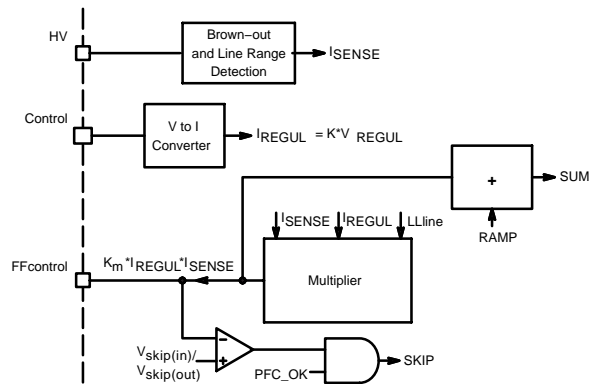 HV
Brown-out
and Line Range
Detection
ISENSE
Control
V to I
Converter
IREGUL = K*V REGUL
+
SUM
RAMP
ISENSE IREGUL LLline
FFcontrol
Km*IREGUL*ISENSE
Multiplier
−
+
Vskip(in)/
Vskip(out)
PFC_OK
SKIP